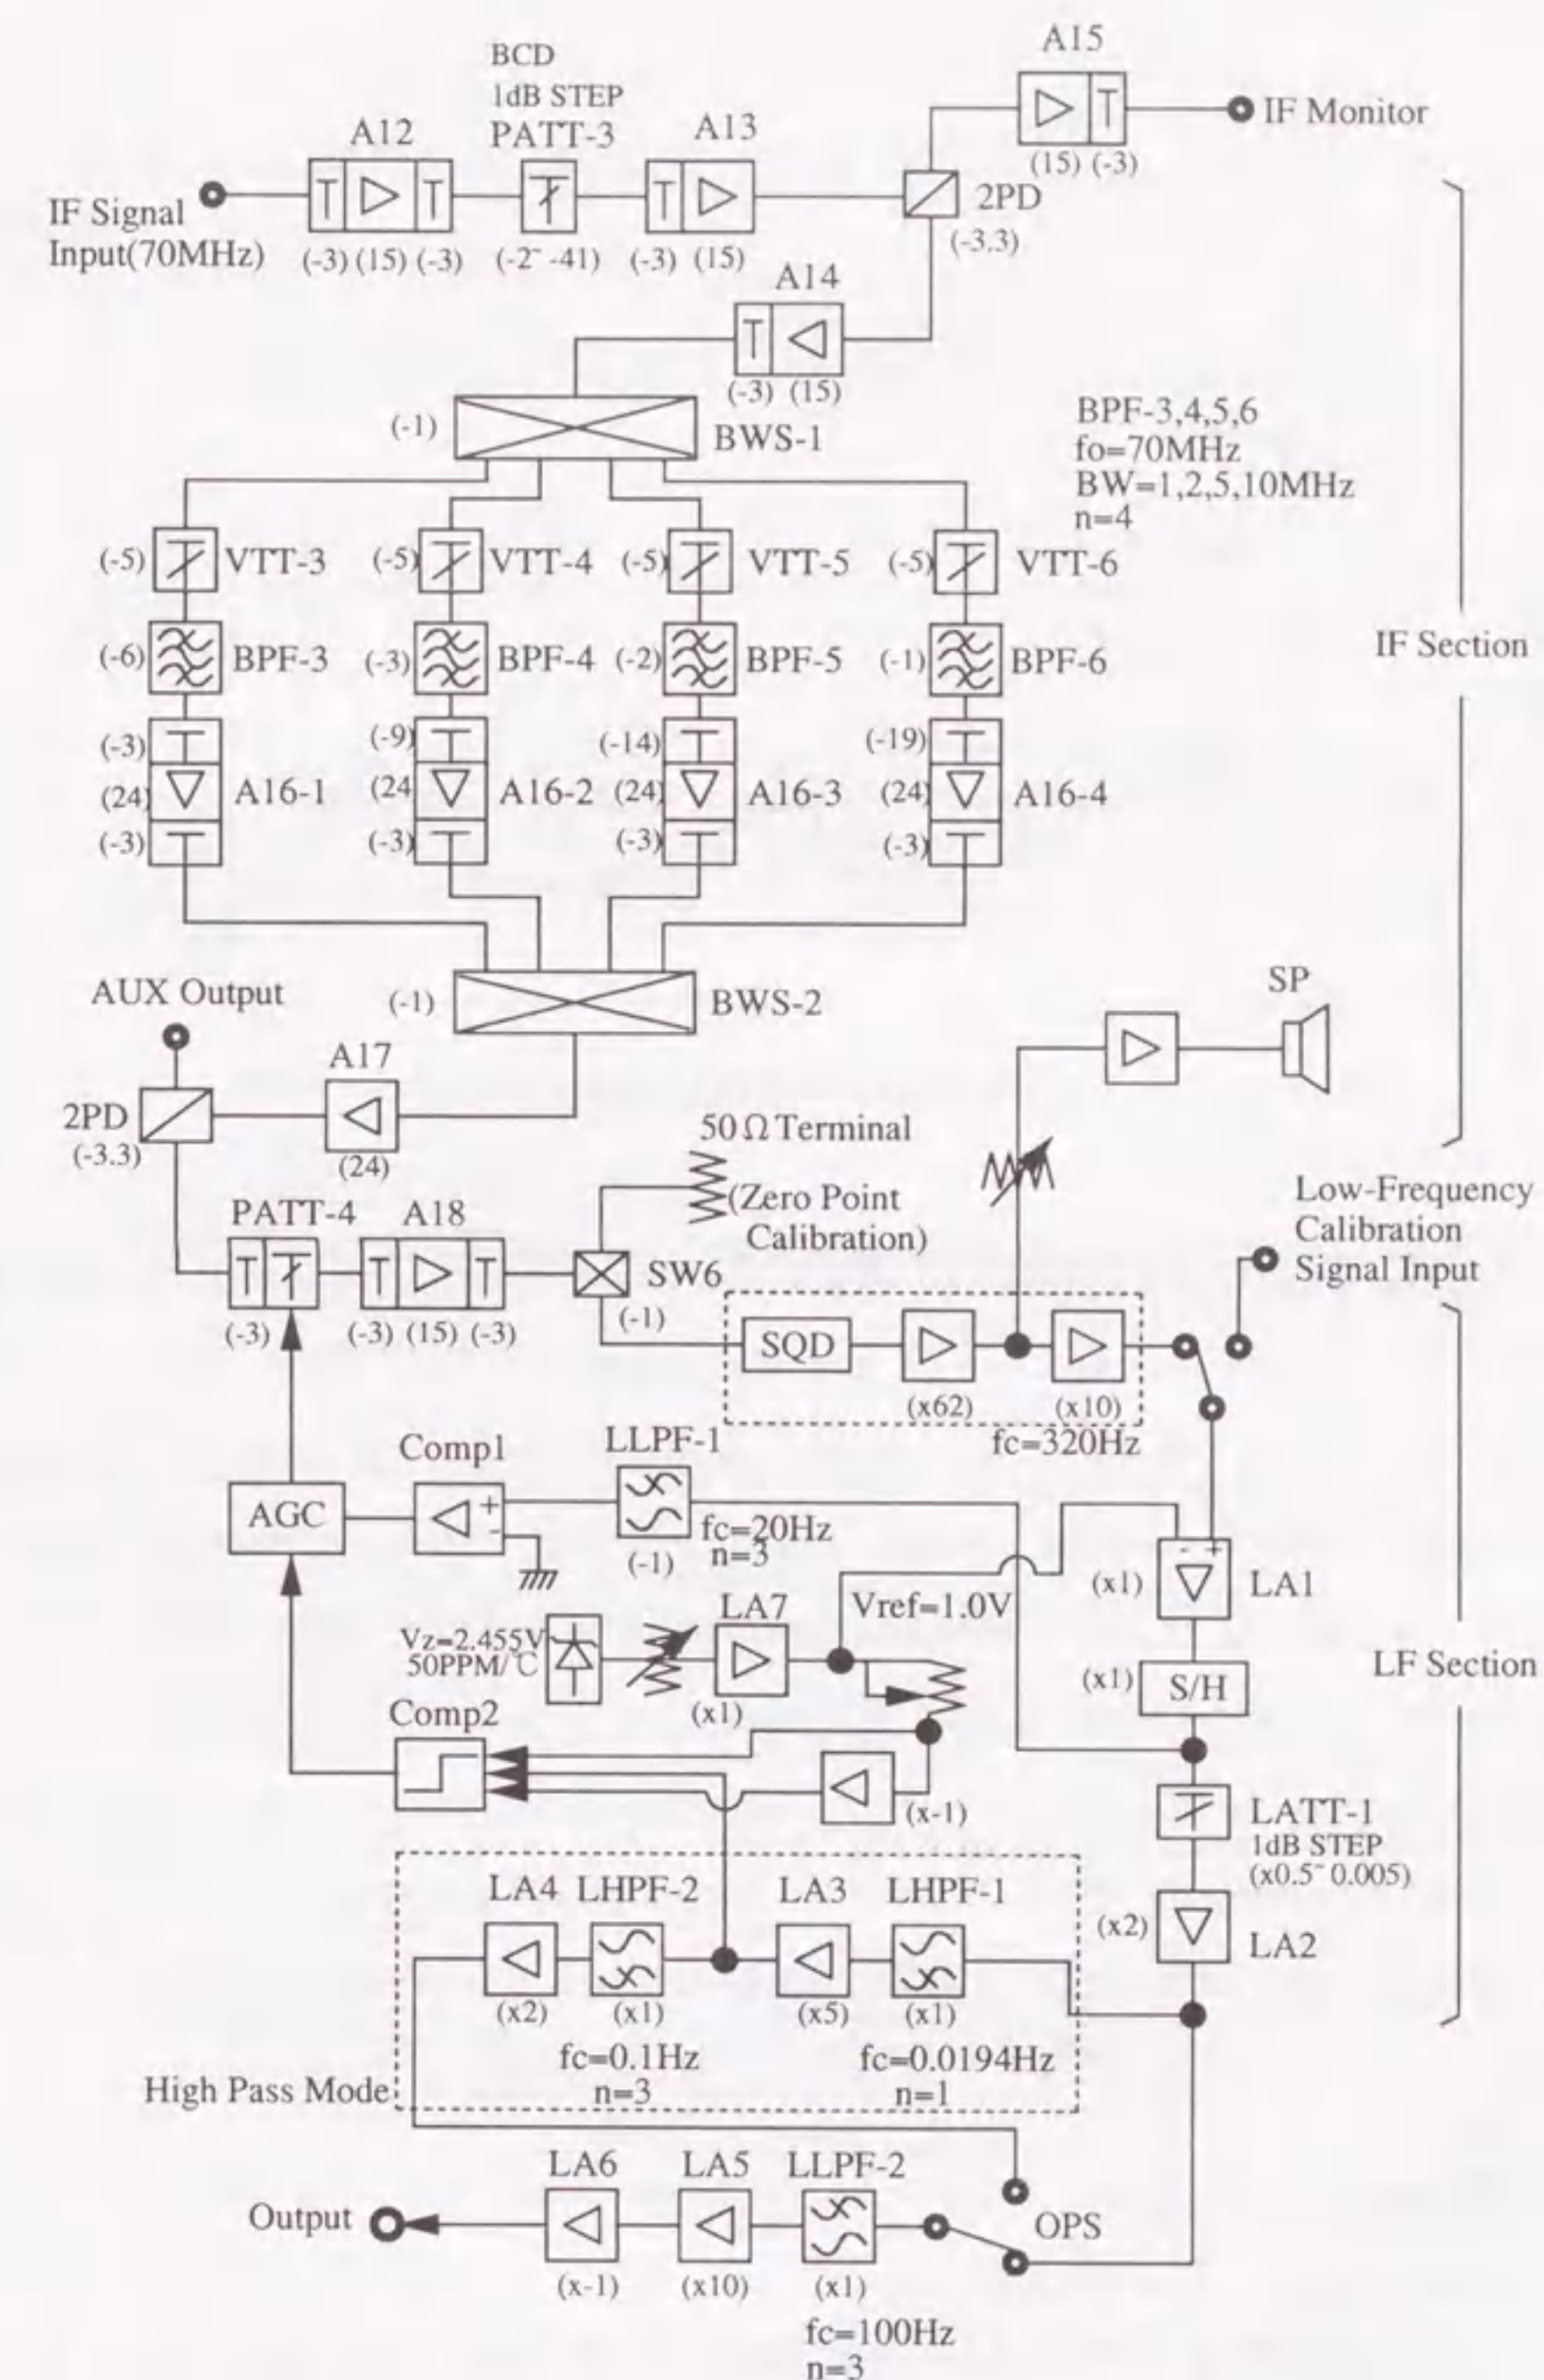 A15
IF Monitor
(15) (-3)
BCD
1dB STEP
PATT-3
A12
A13
IF Signal
Input(70MHz)
(-3) (15) (-3)
(-2~ -41)
(-3) (15)
2PD
(-3.3)
A14
(-3) (15)
(-1)
BWS-1
BPF-3,4,5,6
fo=70MHz
BW=1,2,5,10MHz
n=4
(-5)
VTT-3
(-5)
VTT-4
(-5)
VTT-5
(-5)
VTT-6
(-6)
BPF-3
(-3)
BPF-4
(-2)
BPF-5
(-1)
BPF-6
IF Section
(-3)
(-9)
(-14)
(-19)
(24)
A16-1
(24
A16-2
(24)
A16-3
(24)
A16-4
(-3)
(-3)
(-3)
(-3)
AUX Output
(-1)
BWS-2
SP
A17
2PD
(-3.3)
(24)
50Ω Terminal
(Zero Point
Calibration)
Low-Frequency
Calibration
Signal Input
PATT-4
A18
SW6
(-1)
(-3)
(-3) (15) (-3)
SQD
(x62)
(x10)
fc=320Hz
Comp1
LLPF-1
AGC
+
-
fc=20Hz
n=3
(-1)
- +
(x1)
LA1
LA7
Vref=1.0V
Vz=2.455V
50PPM/℃
(x1)
(x1)
S/H
LF Section
Comp2
(x-1)
LATT-1
1dB STEP
(x0.5~ 0.005)
LA4
LHPF-2
LA3
LHPF-1
(x2)
LA2
(x2)
(x1)
(x5)
(x1)
fc=0.1Hz
n=3
fc=0.0194Hz
n=1
High Pass Mode
LA6
LA5
LLPF-2
Output
OPS
(x-1)
(x10)
(x1)
fc=100Hz
n=3